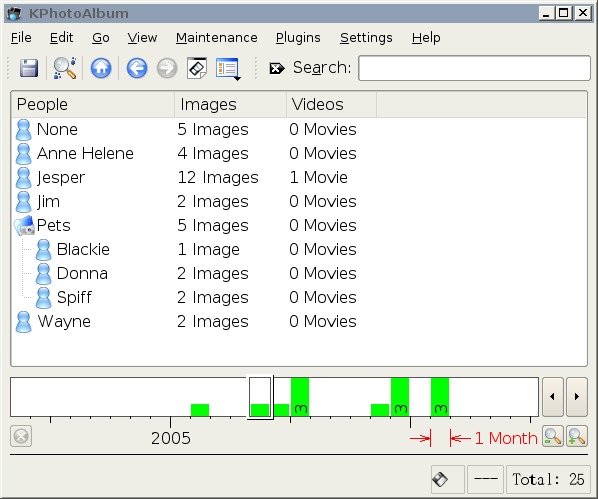 KPhotoAlbum
File Edit Go View Maintenance Plugins Settings Help
Search:
People Images Videos
None 5 Images 0 Movies
Anne Helene 4 Images 0 Movies
Jesper 12 Images 1 Movie
Jim 2 Images 0 Movies
Pets 5 Images 0 Movies
Blackie 1 Image 0 Movies
Donna 2 Images 0 Movies
Spiff 2 Images 0 Movies
Wayne 2 Images 0 Movies
3 3 3
2005 1 Month
--- Total: 25